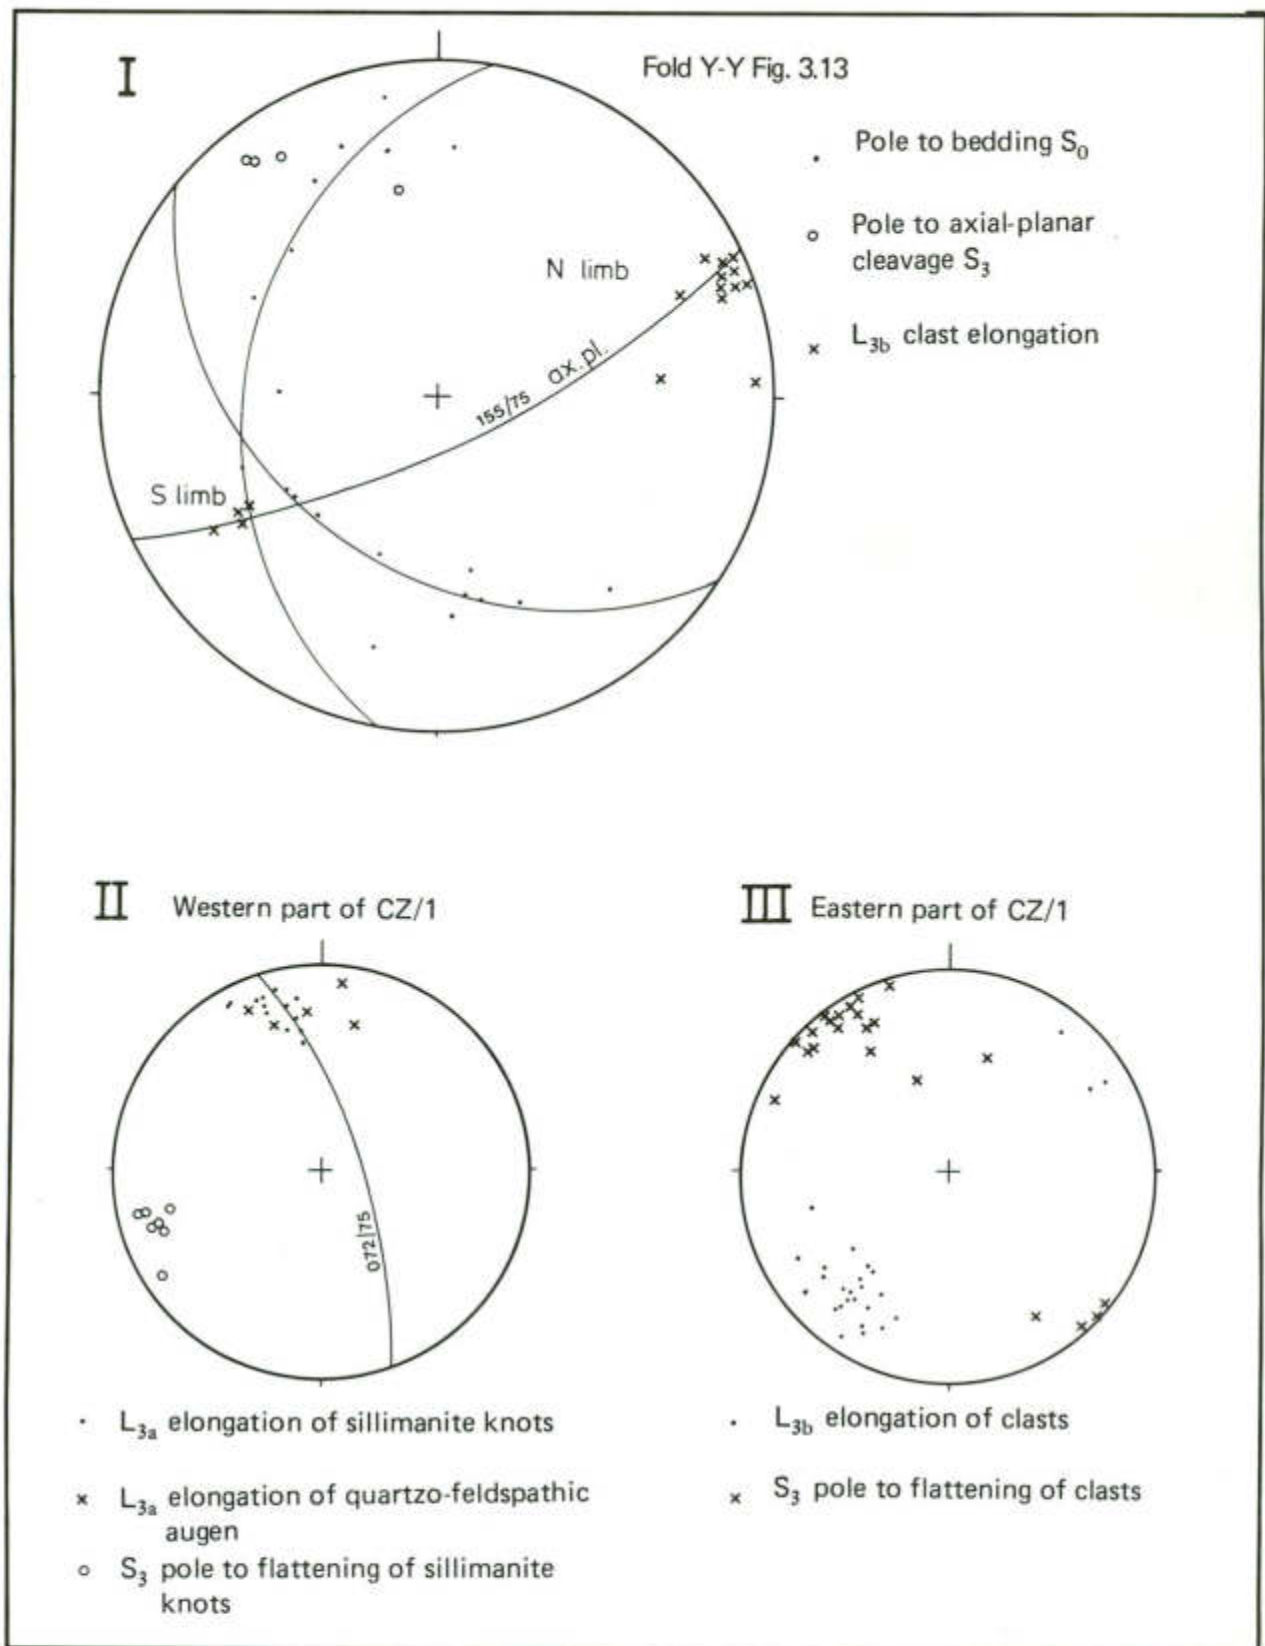 I
Fold Y-Y Fig. 3.13
Pole to bedding S₀
Pole to axial-planar
cleavage S₃
L₃b clast elongation
N limb
155/75 ax.pl.
S limb
II Western part of CZ/1
III Eastern part of CZ/1
072/75
L₃a elongation of sillimanite knots
L₃a elongation of quartzo-feldspathic
augen
S₃ pole to flattening of sillimanite
knots
L₃b elongation of clasts
S₃ pole to flattening of clasts